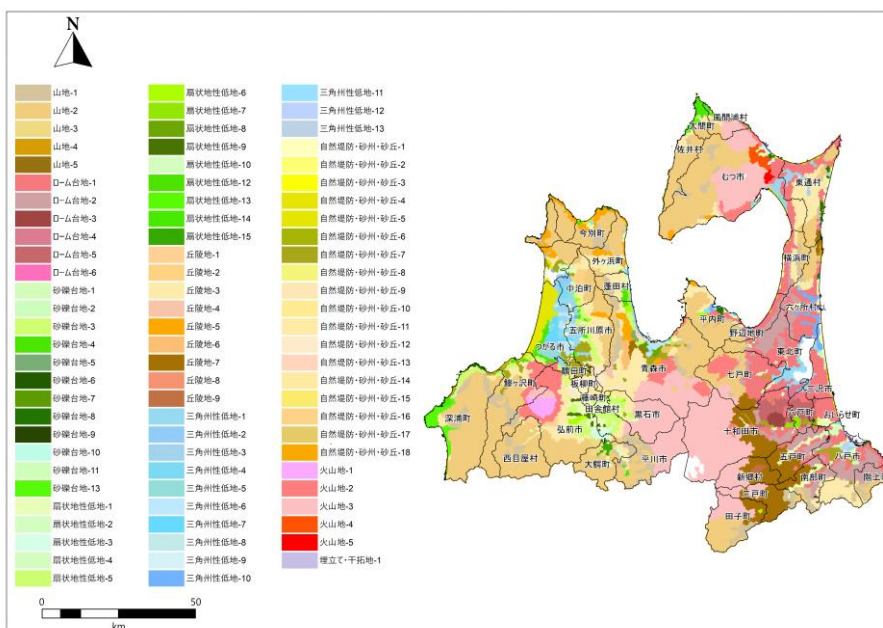 N
山地-1
山地-2
山地-3
山地-4
山地-5
ローム台地-1
ローム台地-2
ローム台地-3
ローム台地-4
ローム台地-5
ローム台地-6
砂礫台地-1
砂礫台地-2
砂礫台地-3
砂礫台地-4
砂礫台地-5
砂礫台地-6
砂礫台地-7
砂礫台地-8
砂礫台地-9
砂礫台地-10
砂礫台地-11
砂礫台地-13
扇状地性低地-1
扇状地性低地-2
扇状地性低地-3
扇状地性低地-4
扇状地性低地-5
扇状地性低地-6
扇状地性低地-7
扇状地性低地-8
扇状地性低地-9
扇状地性低地-10
扇状地性低地-12
扇状地性低地-13
扇状地性低地-14
扇状地性低地-15
丘陵地-1
丘陵地-2
丘陵地-3
丘陵地-4
丘陵地-5
丘陵地-6
丘陵地-7
丘陵地-8
丘陵地-9
三角州性低地-1
三角州性低地-2
三角州性低地-3
三角州性低地-4
三角州性低地-5
三角州性低地-6
三角州性低地-7
三角州性低地-8
三角州性低地-9
三角州性低地-10
三角州性低地-11
三角州性低地-12
三角州性低地-13
自然堤防・砂州・砂丘-1
自然堤防・砂州・砂丘-2
自然堤防・砂州・砂丘-3
自然堤防・砂州・砂丘-4
自然堤防・砂州・砂丘-5
自然堤防・砂州・砂丘-6
自然堤防・砂州・砂丘-7
自然堤防・砂州・砂丘-8
自然堤防・砂州・砂丘-9
自然堤防・砂州・砂丘-10
自然堤防・砂州・砂丘-11
自然堤防・砂州・砂丘-12
自然堤防・砂州・砂丘-13
自然堤防・砂州・砂丘-14
自然堤防・砂州・砂丘-15
自然堤防・砂州・砂丘-16
自然堤防・砂州・砂丘-17
自然堤防・砂州・砂丘-18
火山地-1
火山地-2
火山地-3
火山地-4
火山地-5
埋立て・干拓地-1
風間浦村
大間町
佐井村
むつ市
東通村
今別町
外ヶ浜町
横浜町
中泊町
蓬田村
六ヶ所村
平内町
野辺地町
五所川原市
つがる市
東北町
青森市
七戸町
鶴田町
鰺ヶ沢町
板柳町
三沢市
藤崎町
六戸町
おいらせ町
田舎館村
深浦町
黒石市
十和田市
弘前市
五戸町
八戸市
西目屋村
平川市
大鰐町
新郷村
南部町
階上
三戸町
田子町
0
50
km